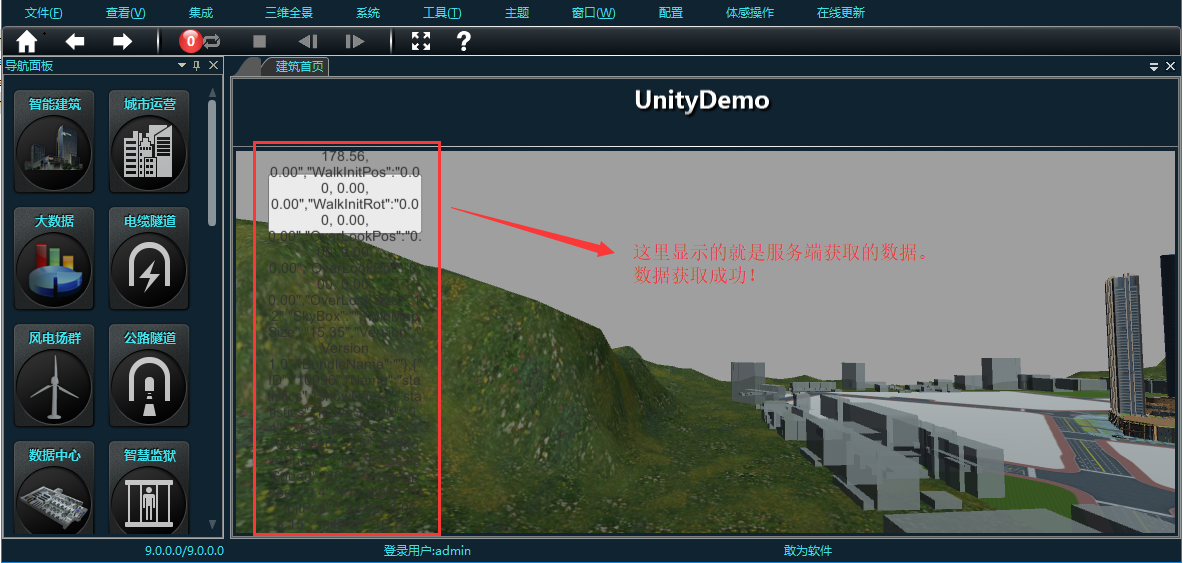 文件(F) 查看(V) 集成 三维全景 系统 工具(T) 主题 窗口(W) 配置 体感操作 在线更新
0
?
导航面板
建筑首页
智能建筑 城市运营
大数据 电缆隧道
风电场群 公路隧道
数据中心 智慧监狱
UnityDemo
178.56,
0.00","WalkInitPos":"0.0
0, 0.00,
0.00","WalkInitRot":"0.0
0, 0.00,
0.00","OverLookPos":"0.
这里显示的就是服务端获取的数据。
数据获取成功！
9.0.0.0/9.0.0.0 登录用户:admin 敢为软件